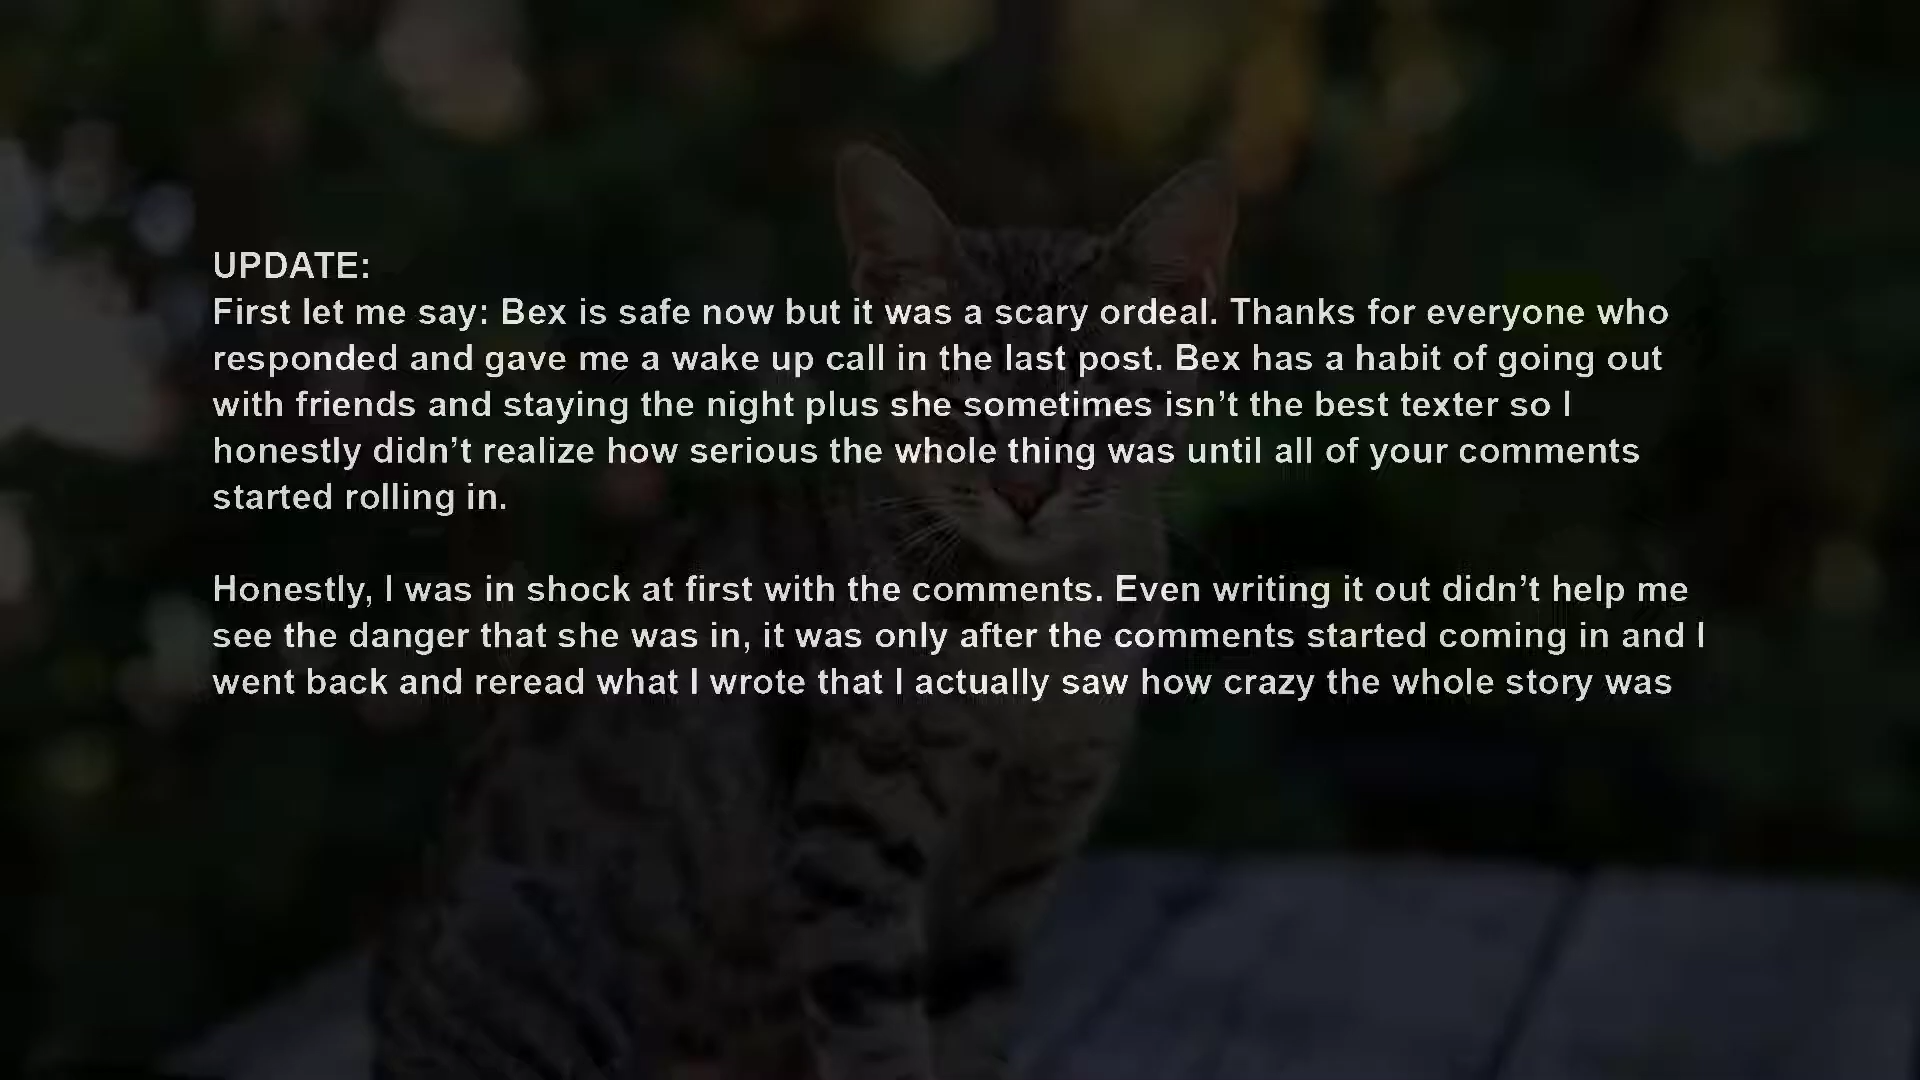 UPDATE:
First let me say: Bex is safe now but it was a scary ordeal. Thanks for everyone who
responded and gave me a wake up call in the last post. Bex has a habit of going out
with friends and staying the night plus she sometimes isn’t the best texter so I
honestly didn’t realize how serious the whole thing was until all of your comments
started rolling in.
Honestly, I was in shock at first with the comments. Even writing it out didn’t help me
see the danger that she was in, it was only after the comments started coming in and I
went back and reread what I wrote that I actually saw how crazy the whole story was